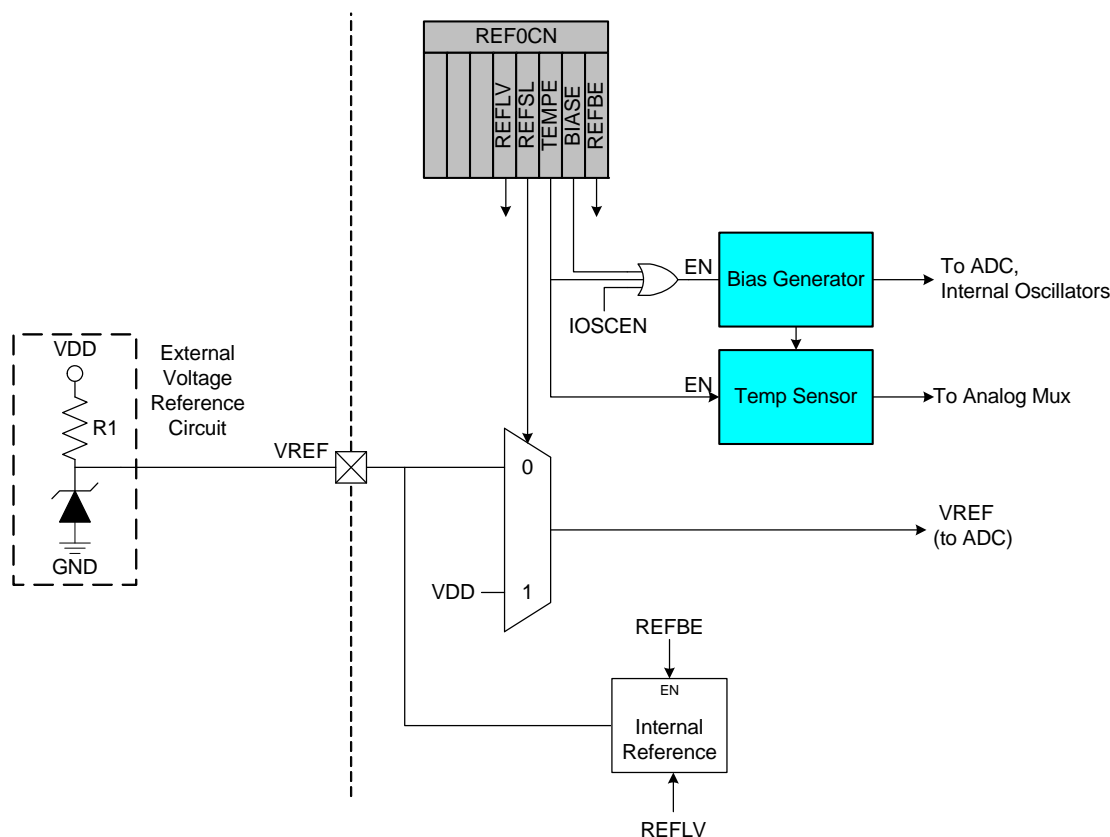 REF0CN
REFLV
REFSL
TEMPE
BIASE
REFBE
EN
Bias Generator
To ADC,
Internal Oscillators
IOSCEN
EN
Temp Sensor
To Analog Mux
VDD
R1
GND
External
Voltage
Reference
Circuit
VREF
0
1
VDD
VREF
(to ADC)
REFBE
EN
Internal
Reference
REFLV